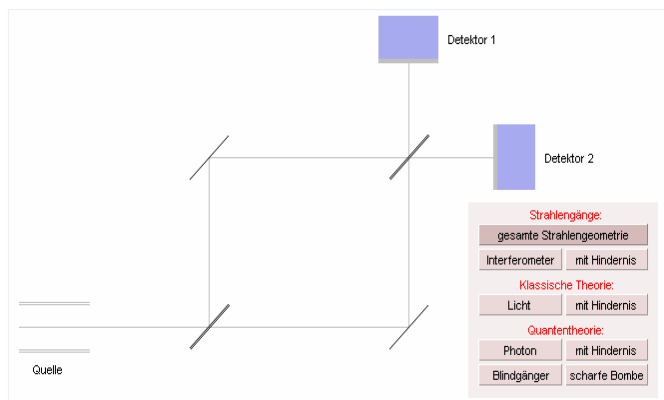 Detektor 1
Detektor 2
Strahlengänge:
gesamte Strahlengeometrie
Interferometer mit Hindernis
Klassische Theorie:
Licht mit Hindernis
Quantentheorie:
Photon mit Hindernis
Blindgänger scharfe Bombe
Quelle